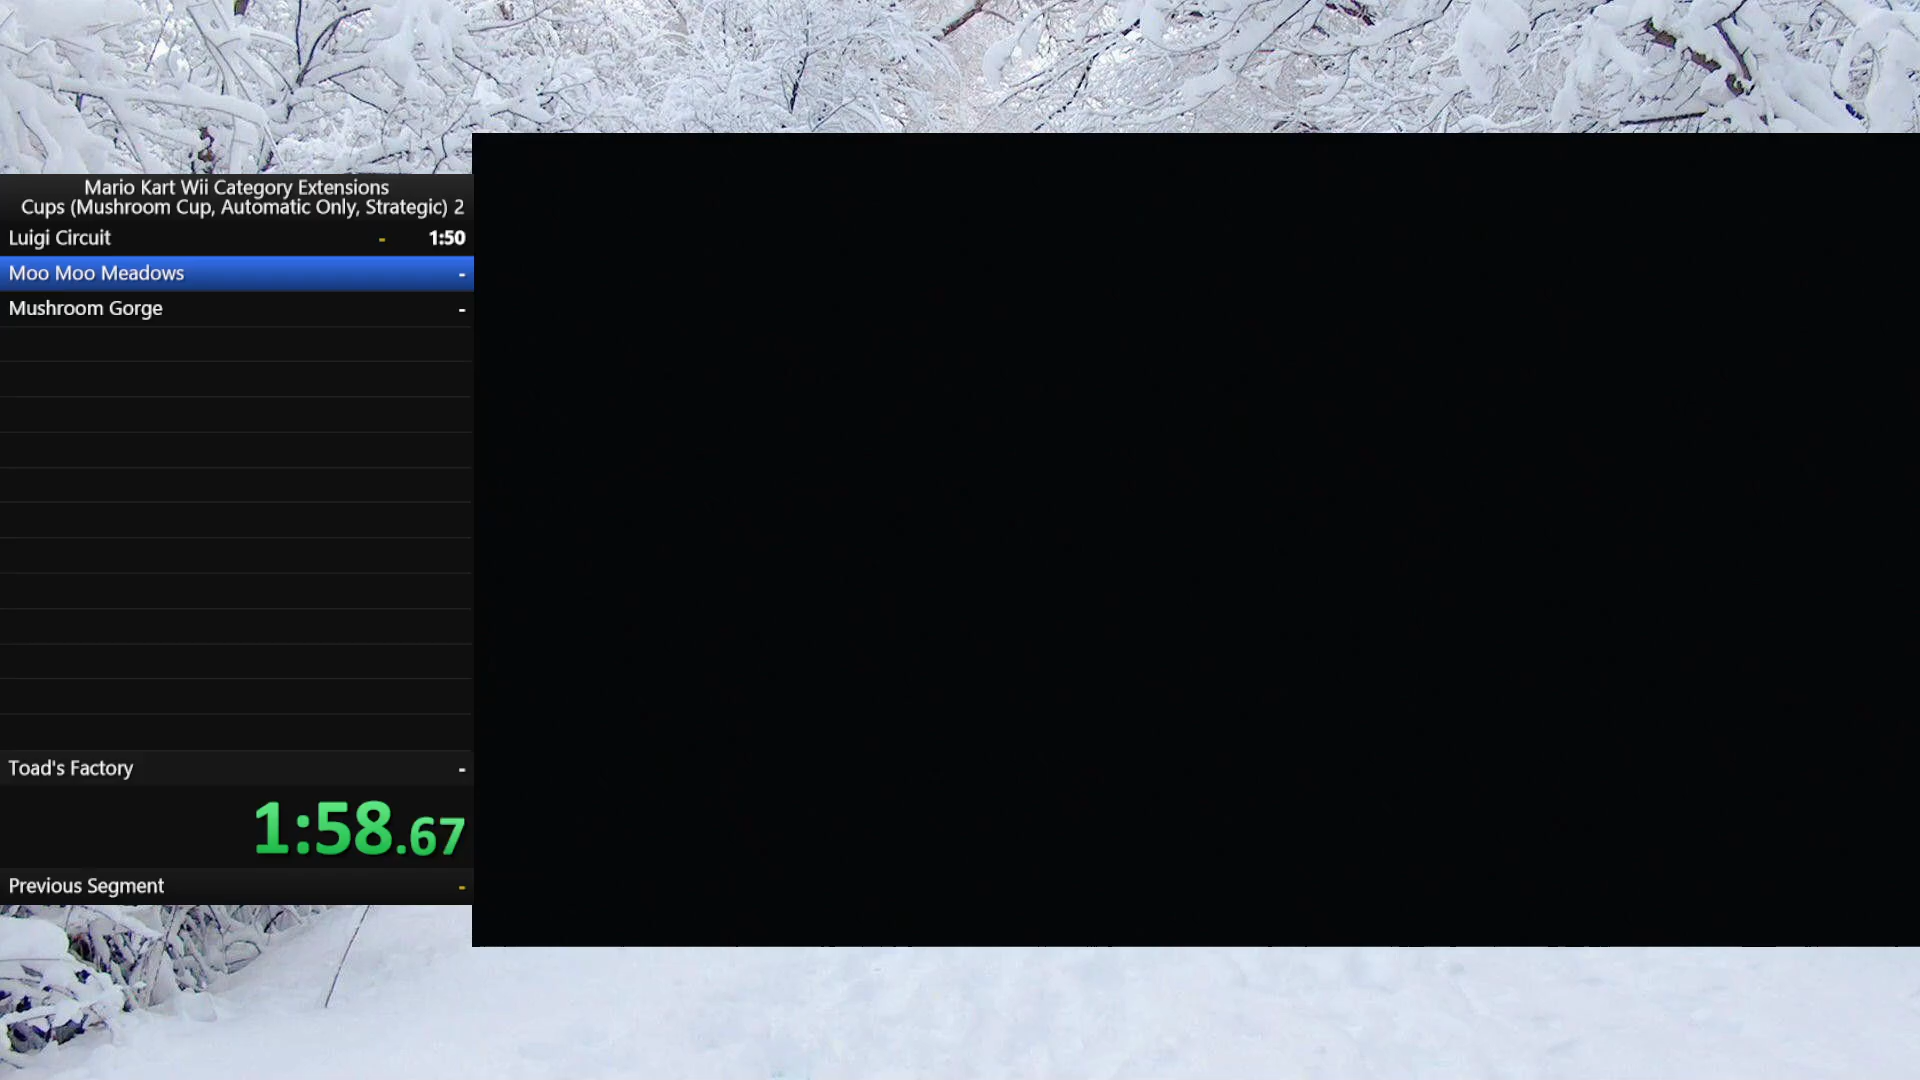 Mario Kart Wii Category Extensions
Cups (Mushroom Cup, Automatic Only, Strategic) 2
Luigi Circuit - 1:50
Moo Moo Meadows -
Mushroom Gorge -
Toad's Factory -
1:58.67
Previous Segment -